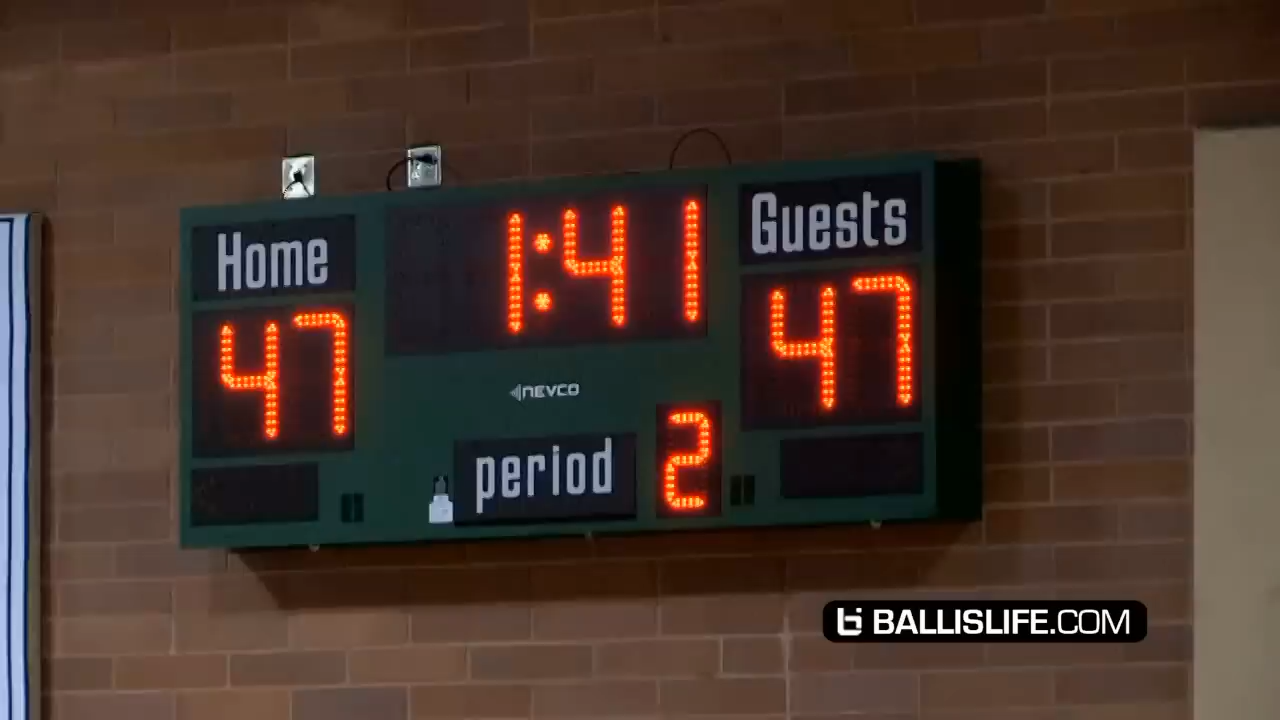 Home
1:41
Guests
47
47
NEVCO
period
2
BALLISLIFE.COM